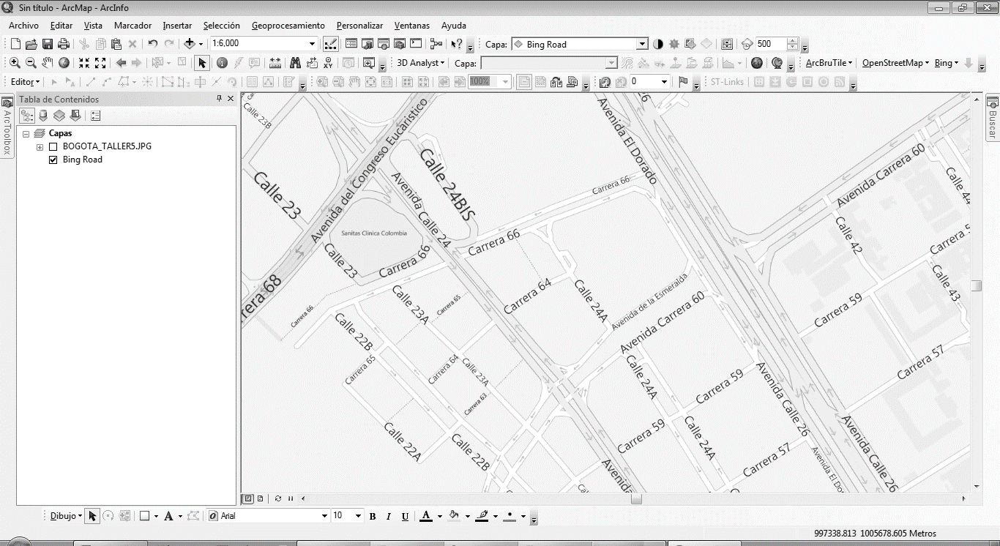 Sin título - ArcMap - ArcInfo
Archivo Editar Vista Marcador Insertar Selección Geoprocesamiento Personalizar Ventanas Ayuda
1:6,000 Capa: Bing Road 500
3D Analyst Capa: ArcBruTile OpenStreetMap Bing
Editor 100% 0 ST-Links
Tabla de Contenidos
ArcToolbox
Buscar
Capas
BOGOTA_TALLER5.JPG
Bing Road
Calle 23B
Avenida del Congreso Eucarístico
Avenida El Dorado
Avenida Carrera 60
Calle 44
Calle 23
Calle 24BIS
Avenida Calle 24
Carrera 66
Sanitas Clinica Colombia
Carrera 66
Calle 42
Calle 23
Carrera 66
Calle 43
Carrera 64
Calle 24A
Avenida de la Esmeralda
Avenida Carrera 60
Carrera 59
Calle 23A
Carrera 65
Carrera 66
Calle 22B
Carrera 65
Carrera 64
Calle 23A
Carrera 63
Calle 24A
Carrera 59
Carrera 57
Avenida Calle 26
Calle 22A
Calle 22B
Carrera 59
Calle 24A
Carrera 57
Avenida Calle 26
Avenida El Dor
Avenida
Dibujo A Arial 10 B I U A
997338.813 1005678.605 Metros